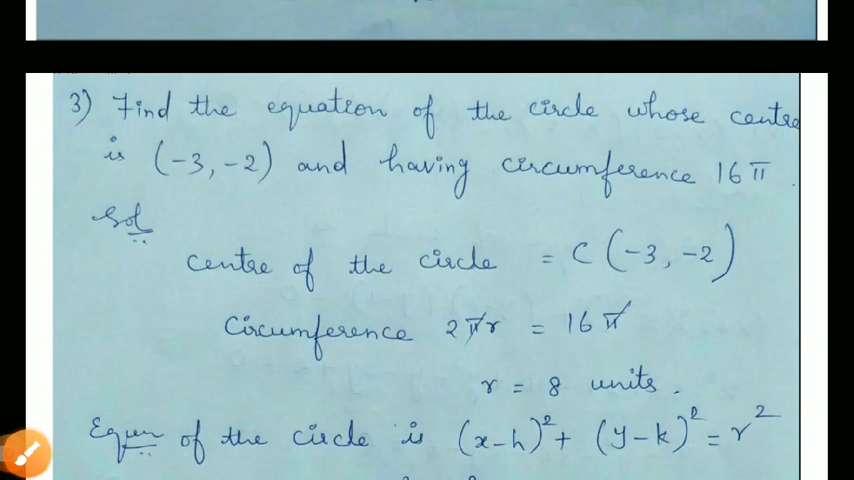 3) Find the equation of the circle whose centre
is (-3, -2) and having circumference 16π.
Sol
centre of the circle = C (-3, -2)
Circumference 2πr = 16π
r = 8 units.
Equn of the circle is (x-h)² + (y-k)² = r²